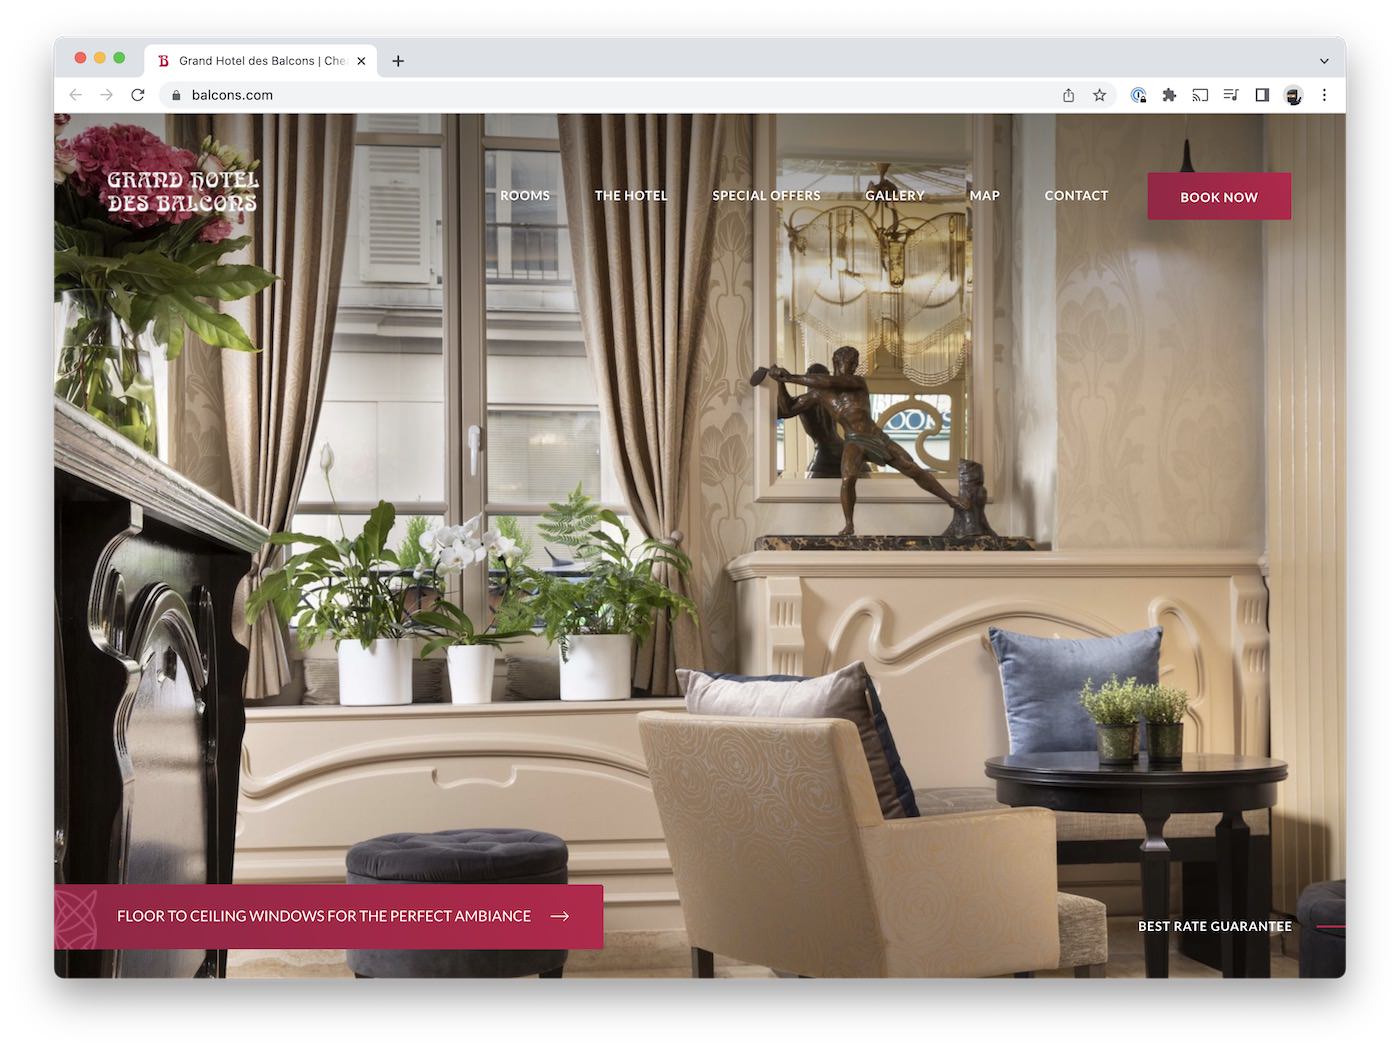 Grand Hotel des Balcons | Che
balcons.com
GRAND HOTEL
DES BALCONS
ROOMS THE HOTEL SPECIAL OFFERS GALLERY MAP CONTACT BOOK NOW
FLOOR TO CEILING WINDOWS FOR THE PERFECT AMBIANCE
BEST RATE GUARANTEE